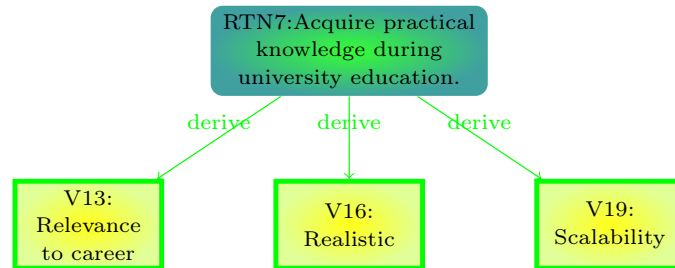 RTN7:Acquire practical
knowledge during
university education.
derive derive derive
V13:
Relevance
to career
V16:
Realistic
V19:
Scalability